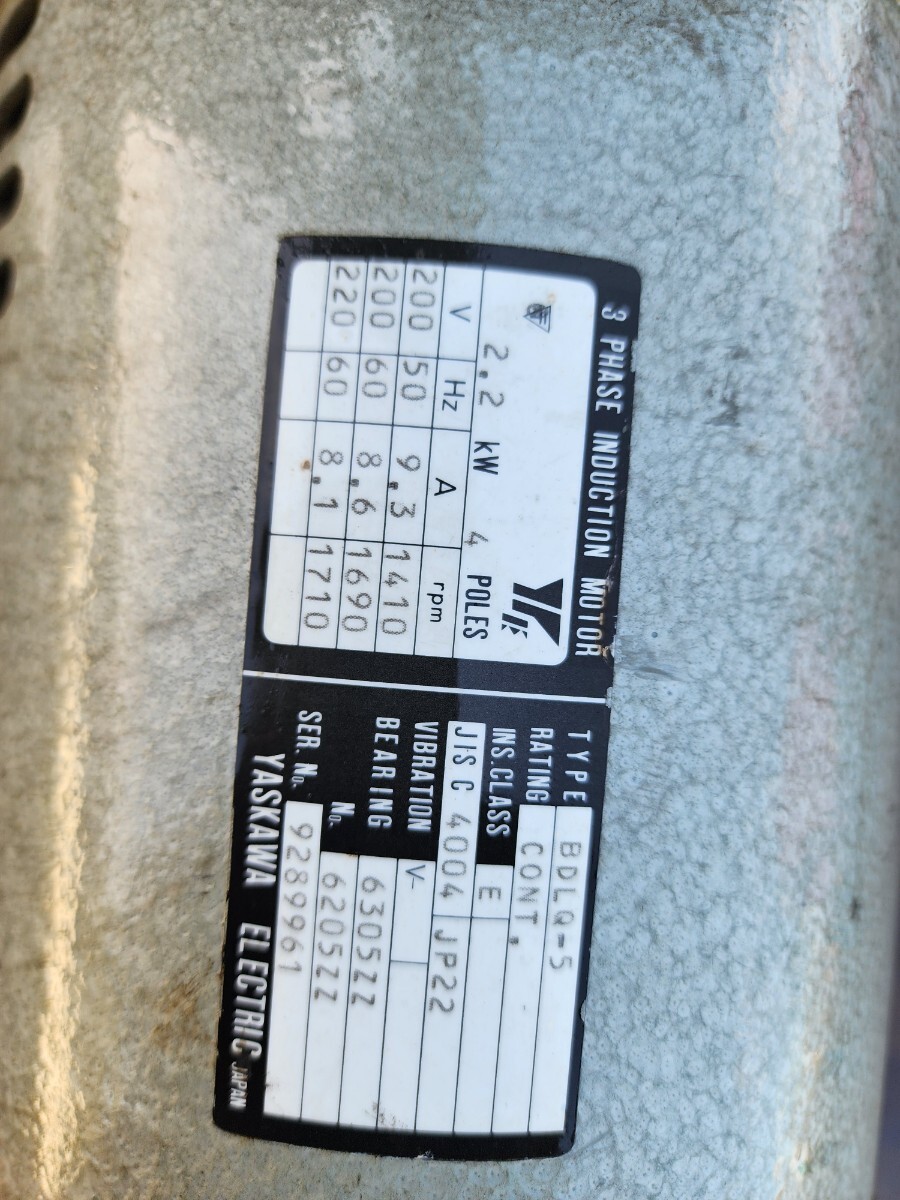 3 PHASE INDUCTION MOTOR
2.2 kW 4 POLES
V Hz A rpm
200 50 9.3 1410
200 60 8.6 1690
220 60 8.1 1710
TYPE BDLQ-5
RATING CONT.
INS.CLASS E
JIS C 4004 JP22
VIBRATION V-
BEARING 6305ZZ
No. 6205ZZ
SER. No. 9289961
YASKAWA ELECTRIC JAPAN